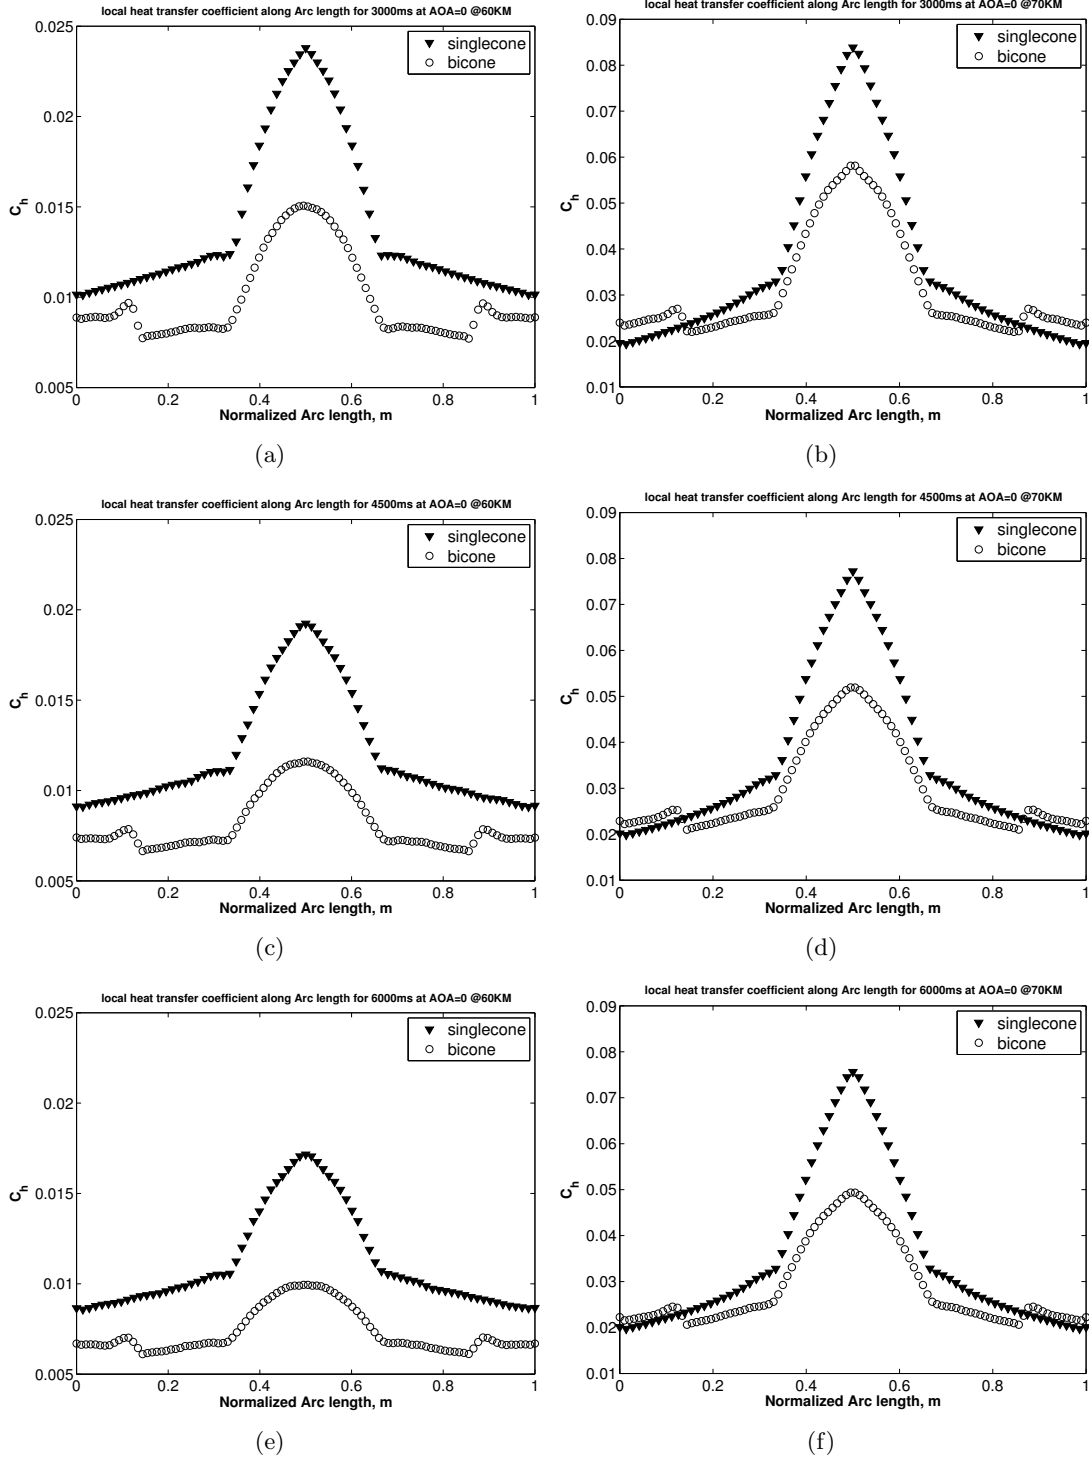 local heat transfer coefficient along Arc length for 3000ms at AOA=0 @60KM
0.025
0.02
0.015
0.01
0.005
C_h
singlecone
bicone
0 0.2 0.4 0.6 0.8 1
Normalized Arc length, m
(a)
local heat transfer coefficient along Arc length for 3000ms at AOA=0 @70KM
0.09
0.08
0.07
0.06
0.05
0.04
0.03
0.02
0.01
C_h
singlecone
bicone
0 0.2 0.4 0.6 0.8 1
Normalized Arc length, m
(b)
local heat transfer coefficient along Arc length for 4500ms at AOA=0 @60KM
0.025
0.02
0.015
0.01
0.005
C_h
singlecone
bicone
0 0.2 0.4 0.6 0.8 1
Normalized Arc length, m
(c)
local heat transfer coefficient along Arc length for 4500ms at AOA=0 @70KM
0.09
0.08
0.07
0.06
0.05
0.04
0.03
0.02
0.01
C_h
singlecone
bicone
0 0.2 0.4 0.6 0.8 1
Normalized Arc length, m
(d)
local heat transfer coefficient along Arc length for 6000ms at AOA=0 @60KM
0.025
0.02
0.015
0.01
0.005
C_h
singlecone
bicone
0 0.2 0.4 0.6 0.8 1
Normalized Arc length, m
(e)
local heat transfer coefficient along Arc length for 6000ms at AOA=0 @70KM
0.09
0.08
0.07
0.06
0.05
0.04
0.03
0.02
0.01
C_h
singlecone
bicone
0 0.2 0.4 0.6 0.8 1
Normalized Arc length, m
(f)